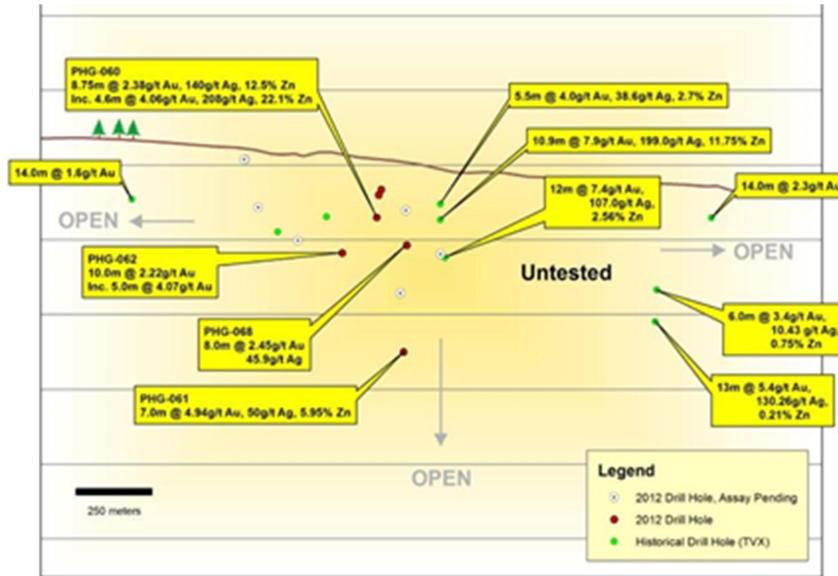 PHG-060
8.75m @ 2.38g/t Au, 140g/t Ag, 12.5% Zn
Inc. 4.6m @ 4.06g/t Au, 208g/t Ag, 22.1% Zn
5.5m @ 4.0g/t Au, 38.6g/t Ag, 2.7% Zn
10.9m @ 7.9g/t Au, 199.0g/t Ag, 11.75% Zn
14.0m @ 1.6g/t Au
12m @ 7.4g/t Au,
107.0g/t Ag,
2.56% Zn
14.0m @ 2.3g/t Au
OPEN
OPEN
PHG-062
10.0m @ 2.22g/t Au
Inc. 5.0m @ 4.07g/t Au
Untested
PHG-068
8.0m @ 2.45g/t Au
45.9g/t Ag
6.0m @ 3.4g/t Au,
10.43 g/t Ag,
0.75% Zn
PHG-061
7.0m @ 4.94g/t Au, 50g/t Ag, 5.95% Zn
13m @ 5.4g/t Au,
130.26g/t Ag,
0.21% Zn
OPEN
250 meters
Legend
2012 Drill Hole, Assay Pending
2012 Drill Hole
Historical Drill Hole (TVX)